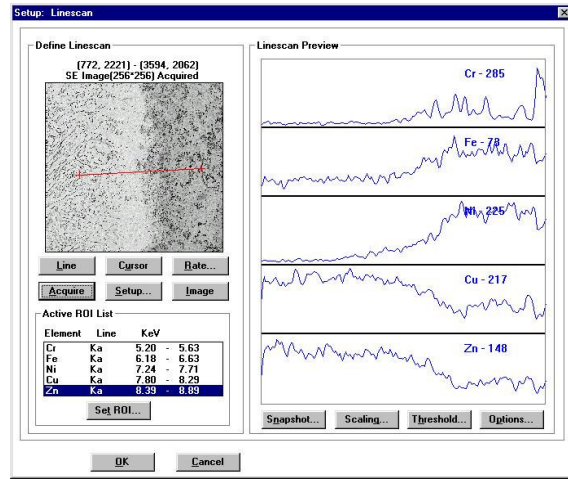 Setup: Linescan
Define Linescan
(772, 2221) - (3594, 2062)
SE Image(256*256) Acquired
Line Cursor Rate...
Acquire Setup... Image
Active ROI List
Element Line KeV
Cr Ka 5.20 - 5.63
Fe Ka 6.18 - 6.63
Ni Ka 7.24 - 7.71
Cu Ka 7.80 - 8.29
Zn Ka 8.39 - 8.89
Set ROI...
Linescan Preview
Cr - 285
Fe - 78
Ni - 225
Cu - 217
Zn - 148
Snapshot... Scaling... Threshold... Options...
OK Cancel